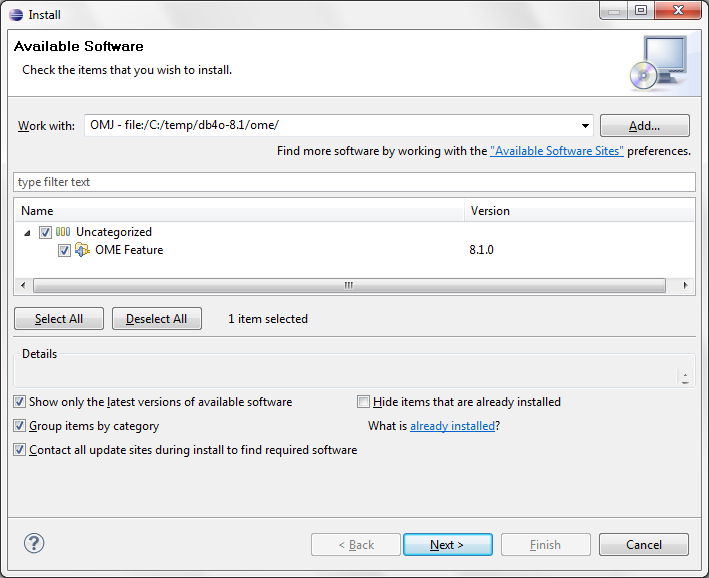 Install
Available Software
Check the items that you wish to install.
Work with: OMJ - file:/C:/temp/db4o-8.1/ome/ Add...
Find more software by working with the "Available Software Sites" preferences.
type filter text
Name Version
Uncategorized
OME Feature 8.1.0
Select All Deselect All 1 item selected
Details
Show only the latest versions of available software Hide items that are already installed
Group items by category What is already installed?
Contact all update sites during install to find required software
? < Back Next > Finish Cancel